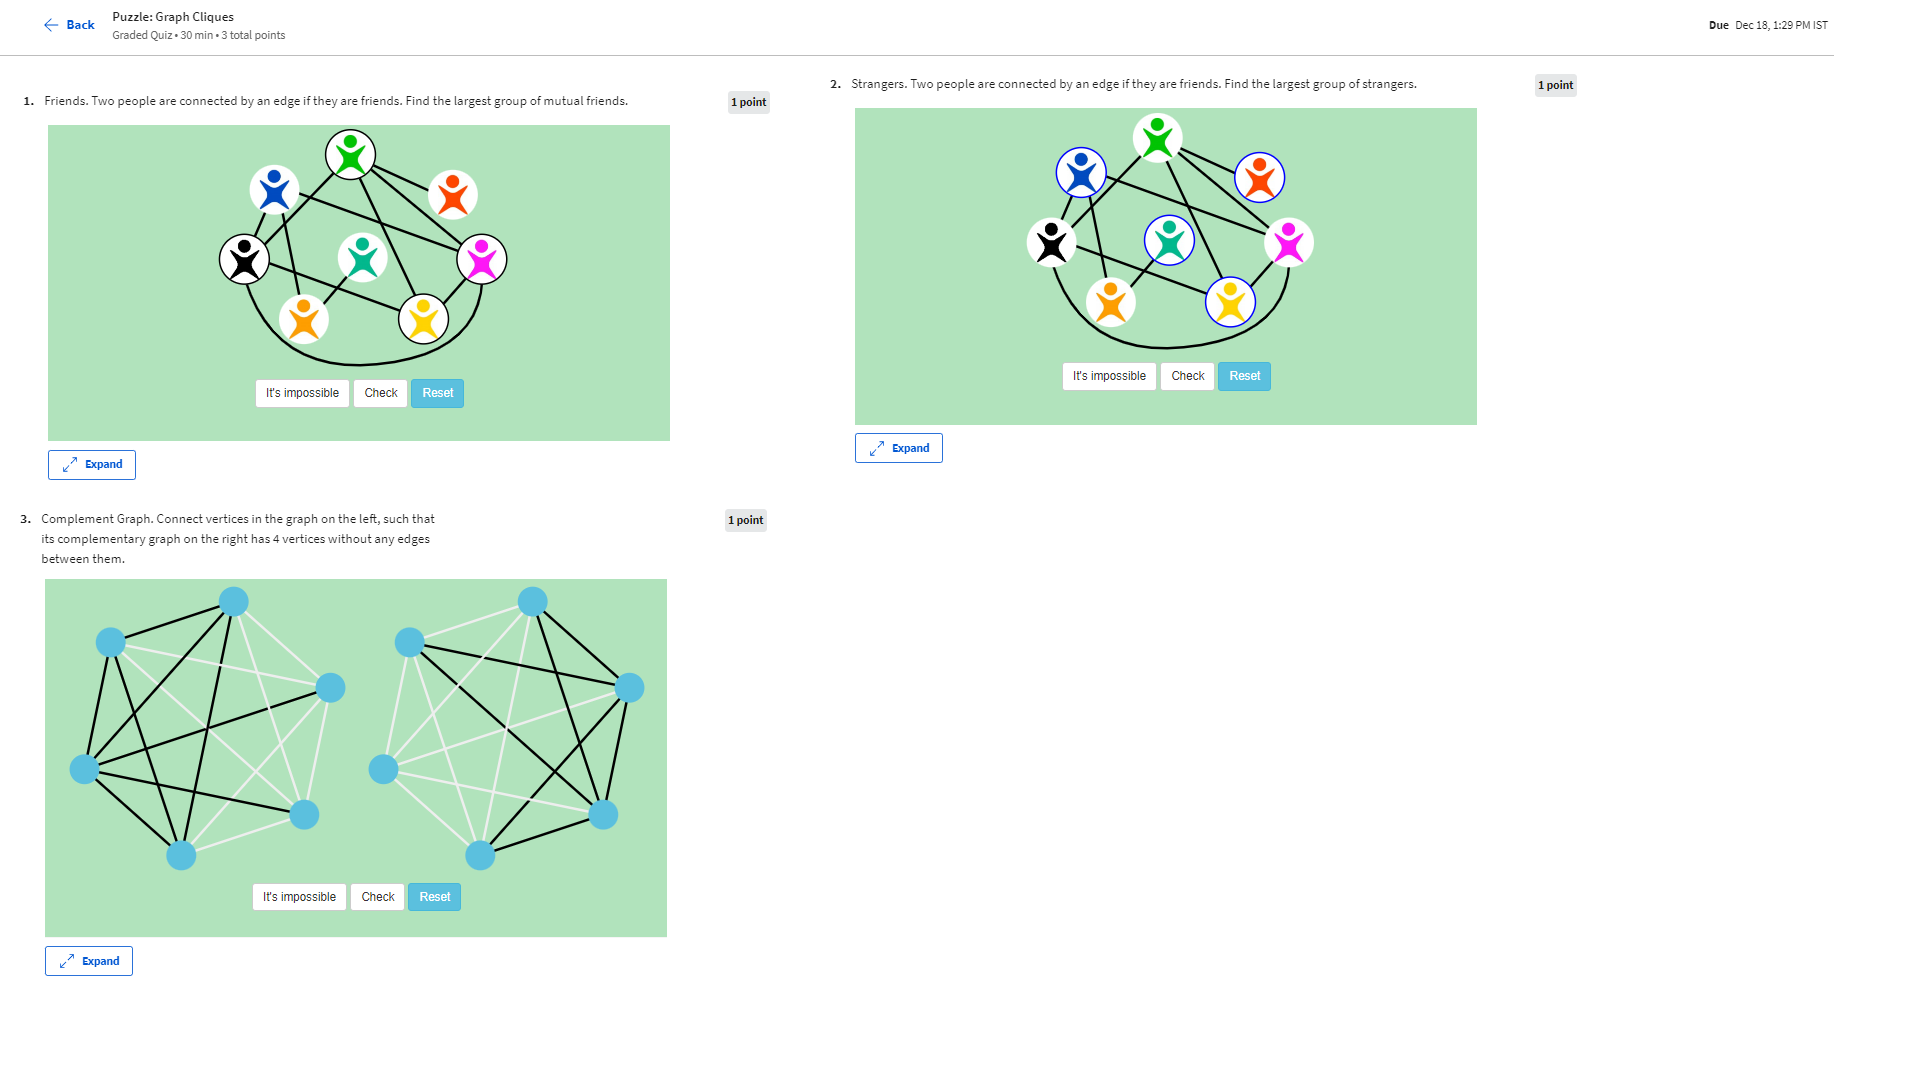 Back
Puzzle: Graph Cliques
Graded Quiz • 30 min • 3 total points
Due Dec 18, 1:29 PM IST
1. Friends. Two people are connected by an edge if they are friends. Find the largest group of mutual friends.
1 point
It's impossible Check Reset
Expand
2. Strangers. Two people are connected by an edge if they are friends. Find the largest group of strangers.
1 point
It's impossible Check Reset
Expand
3. Complement Graph. Connect vertices in the graph on the left, such that
its complementary graph on the right has 4 vertices without any edges
between them.
1 point
It's impossible Check Reset
Expand